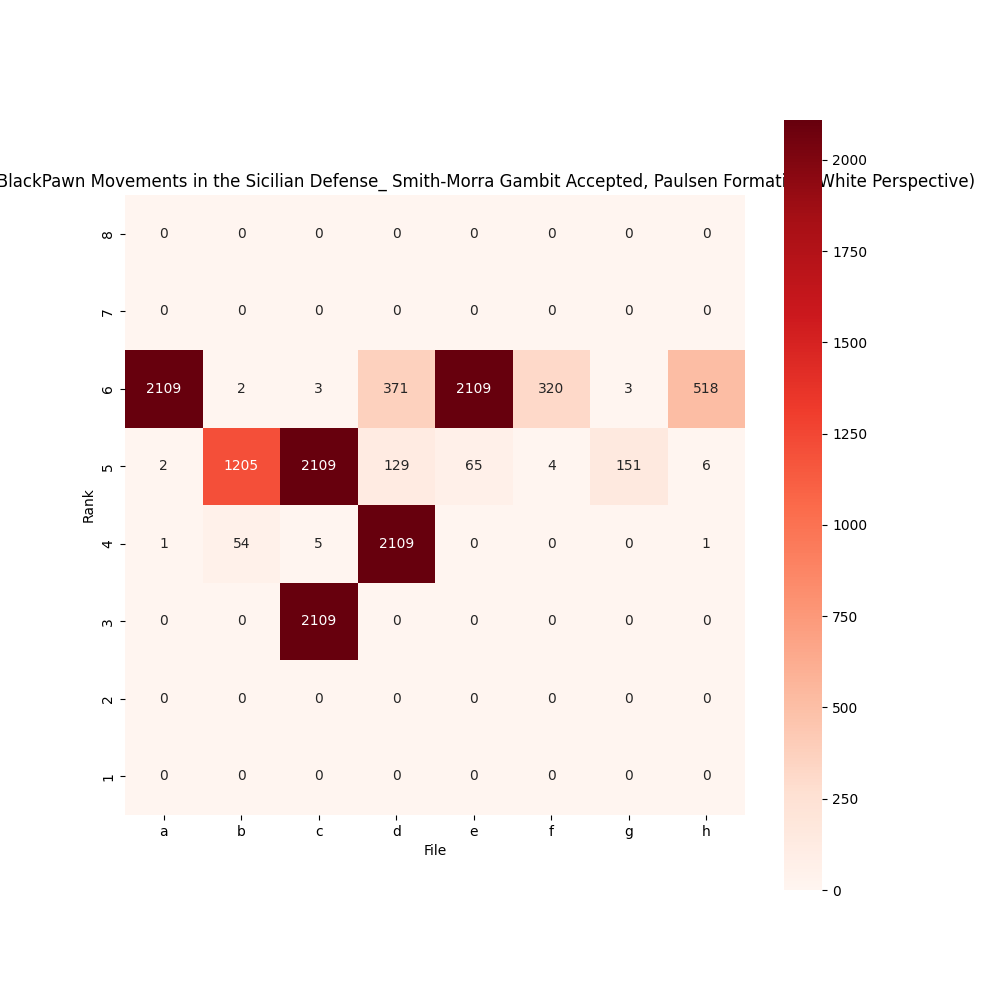 BlackPawn Movements in the Sicilian Defense_ Smith-Morra Gambit Accepted, Paulsen Formati White Perspective)
2000
1750
1500
1250
1000
750
500
250
0
8 0 0 0 0 0 0 0 0
7 0 0 0 0 0 0 0 0
6 2109 2 3 371 2109 320 3 518
5 2 1205 2109 129 65 4 151 6
Rank
4 1 54 5 2109 0 0 0 1
3 0 0 2109 0 0 0 0 0
2 0 0 0 0 0 0 0 0
1 0 0 0 0 0 0 0 0
a b c d e f g h
File